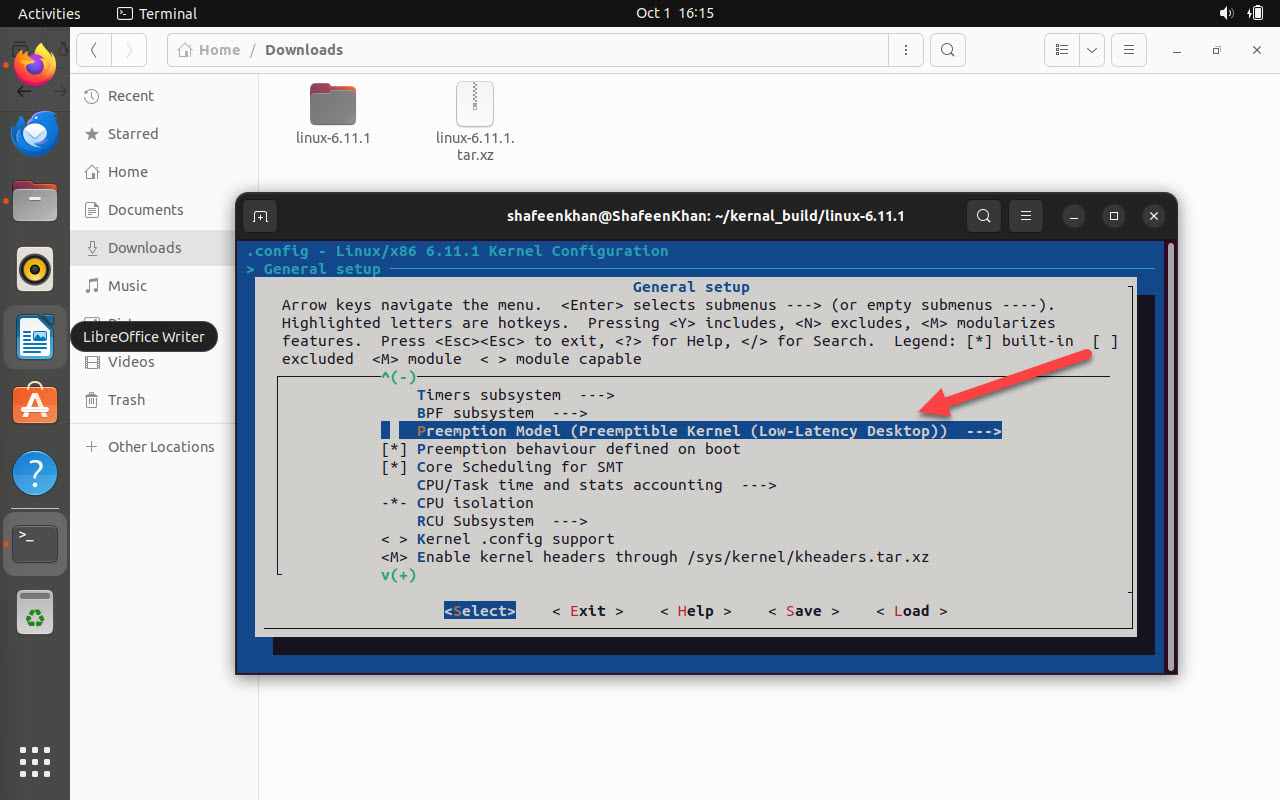 Activities
Terminal
Oct 1 16:15
Home / Downloads
Recent
Starred
Home
Documents
Downloads
Music
Videos
Trash
Other Locations
LibreOffice Writer
linux-6.11.1
linux-6.11.1.
tar.xz
shafeenkhan@ShafeenKhan: ~/kernal_build/linux-6.11.1
.config - Linux/x86 6.11.1 Kernel Configuration
> General setup
General setup
Arrow keys navigate the menu. <Enter> selects submenus ---> (or empty submenus ----).
Highlighted letters are hotkeys. Pressing <Y> includes, <N> excludes, <M> modularizes
features. Press <Esc><Esc> to exit, <?> for Help, </> for Search. Legend: [*] built-in [ ]
excluded <M> module < > module capable
^(-)
Timers subsystem --->
BPF subsystem --->
Preemption Model (Preemptible Kernel (Low-Latency Desktop)) --->
[*] Preemption behaviour defined on boot
[*] Core Scheduling for SMT
CPU/Task time and stats accounting --->
-*- CPU isolation
RCU Subsystem --->
< > Kernel .config support
<M> Enable kernel headers through /sys/kernel/kheaders.tar.xz
v(+)
<Select> < Exit > < Help > < Save > < Load >